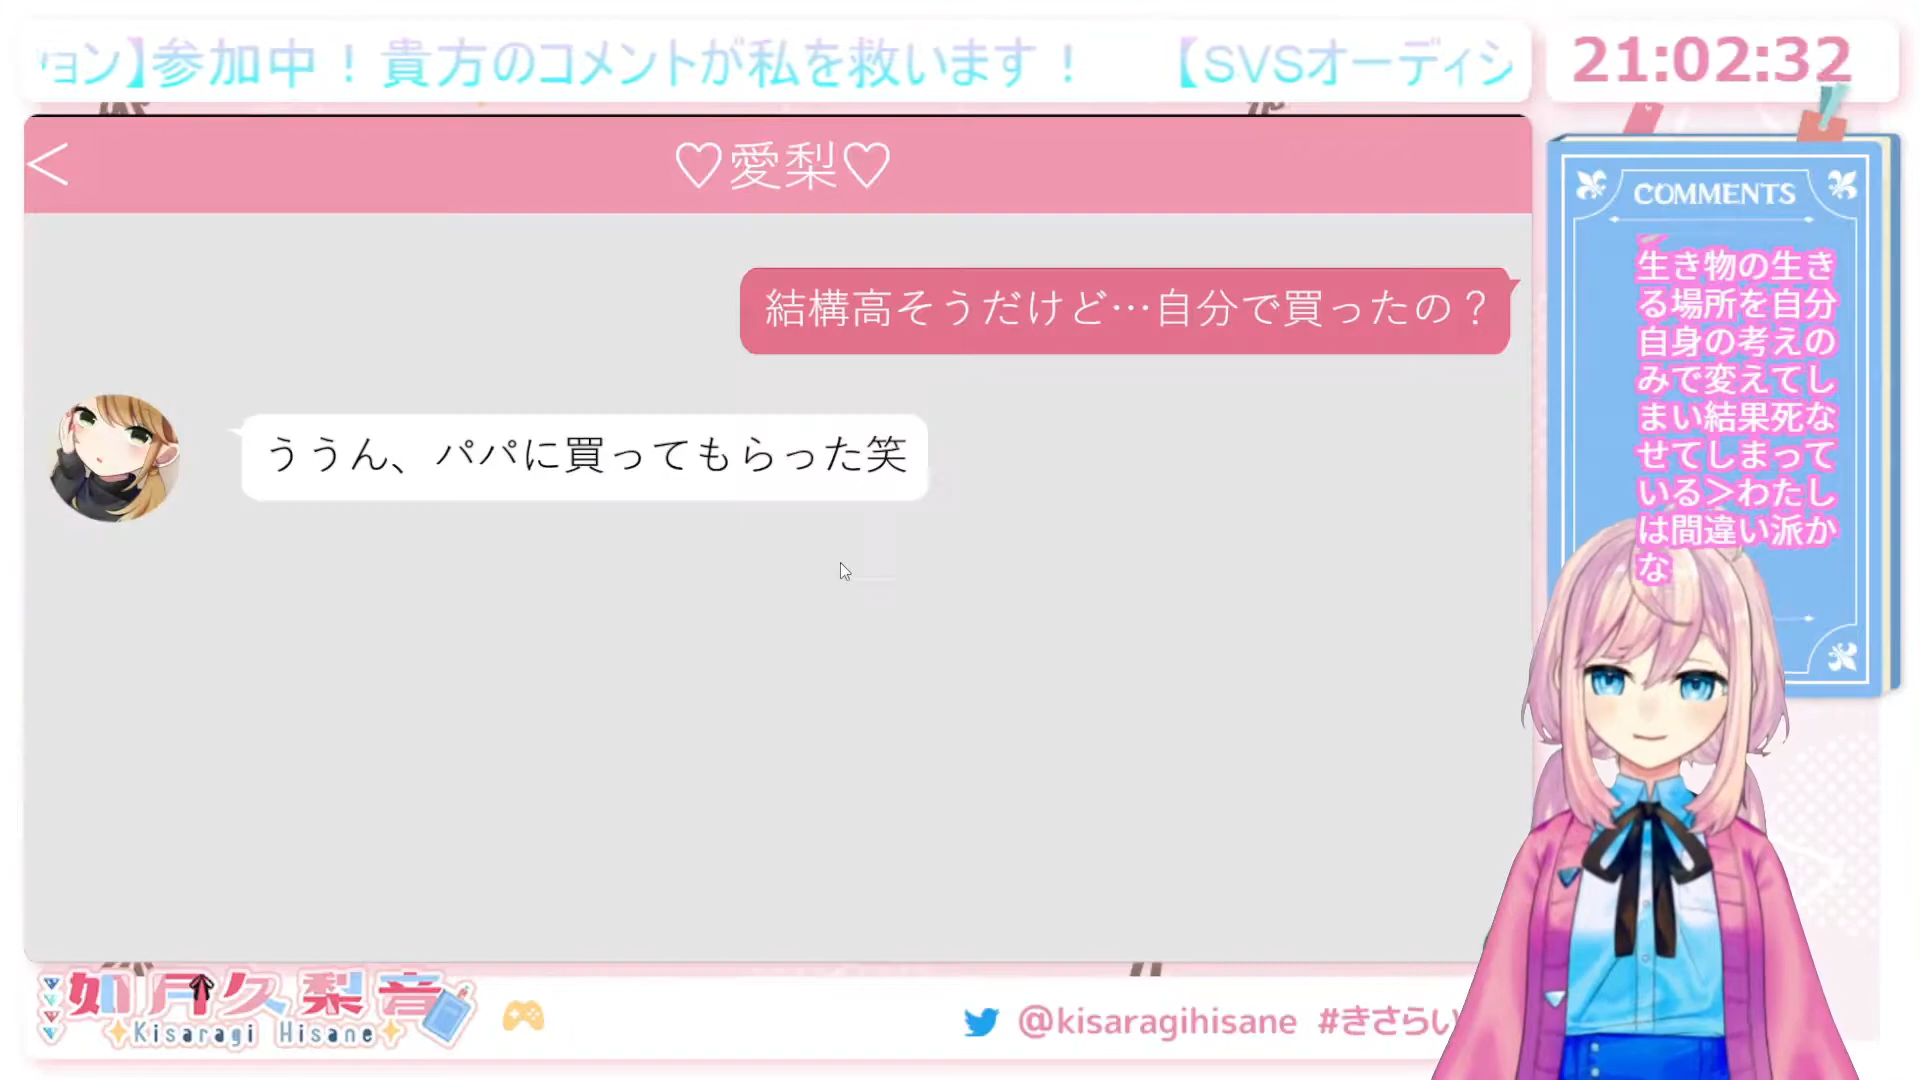 ョン】参加中！貴方のコメントが私を救います！ 【SVSオーディシ
21:02:32
♡愛梨♡
結構高そうだけど…自分で買ったの？
ううん、パパに買ってもらった笑
COMMENTS
生き物の生き
る場所を自分
自身の考えの
みで変えてし
まい結果死な
せてしまって
いる＞わたし
は間違い派か
な
如月久梨音
Kisaragi Hisane
@kisaragihisane #きさらい